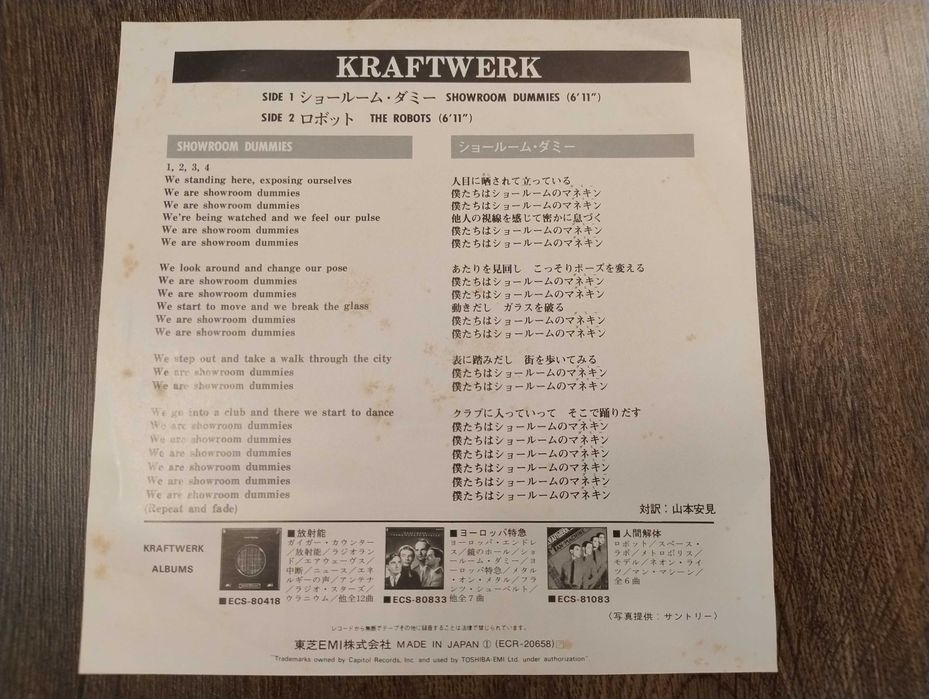 KRAFTWERK
SIDE 1 ショールーム・ダミー SHOWROOM DUMMIES (6'11")
SIDE 2 ロボット THE ROBOTS (6'11")
SHOWROOM DUMMIES
1, 2, 3, 4
We standing here, exposing ourselves
We are showroom dummies
We are showroom dummies
We're being watched and we feel our pulse
We are showroom dummies
We are showroom dummies
We look around and change our pose
We are showroom dummies
We are showroom dummies
We start to move and we break the glass
We are showroom dummies
We are showroom dummies
We step out and take a walk through the city
We are showroom dummies
We are showroom dummies
We go into a club and there we start to dance
We are showroom dummies
We are showroom dummies
We are showroom dummies
We are showroom dummies
We are showroom dummies
We are showroom dummies
(Repeat and fade)
ショールーム・ダミー
人目に晒されて立っている
僕たちはショールームのマネキン
僕たちはショールームのマネキン
他人の視線を感じて密かに息づく
僕たちはショールームのマネキン
僕たちはショールームのマネキン
あたりを見回し こっそりポーズを変える
僕たちはショールームのマネキン
僕たちはショールームのマネキン
動きだし ガラスを破る
僕たちはショールームのマネキン
僕たちはショールームのマネキン
表に踏みだし 街を歩いてみる
僕たちはショールームのマネキン
僕たちはショールームのマネキン
クラブに入っていって そこで踊りだす
僕たちはショールームのマネキン
僕たちはショールームのマネキン
僕たちはショールームのマネキン
僕たちはショールームのマネキン
僕たちはショールームのマネキン
僕たちはショールームのマネキン
対訳：山本安見
KRAFTWERK
ALBUMS
■放射能
ガイガー・カウンター
／放射能／ラジオラン
ド／エアウェーヴス／
中断／ニュース／エネ
ルギーの声／アンテナ
／ラジオ・スターズ／
ウラニウム／他全12曲
■ECS-80418
■ヨーロッパ特急
ヨーロッパ・エンドレ
ス／鏡のホール／ショ
ールーム・ダミー／ヨ
ーロッパ特急／メタル
・オン・メタル／フラ
ンツ・シューベルト／
他全7曲
■ECS-80833
■人間解体
ロボット／スペース・
ラボ／メトロポリス／
モデル／ネオン・ライ
ツ／マン・マシーン／
全6曲
■ECS-81083
〈写真提供：サントリー〉
レコードから無断でテープその他に録音することは法律で禁じられています。
東芝EMI株式会社 MADE IN JAPAN Ⓘ (ECR-20658)
"Trademarks owned by Capitol Records, Inc. and used by TOSHIBA-EMI Ltd. under authorization".